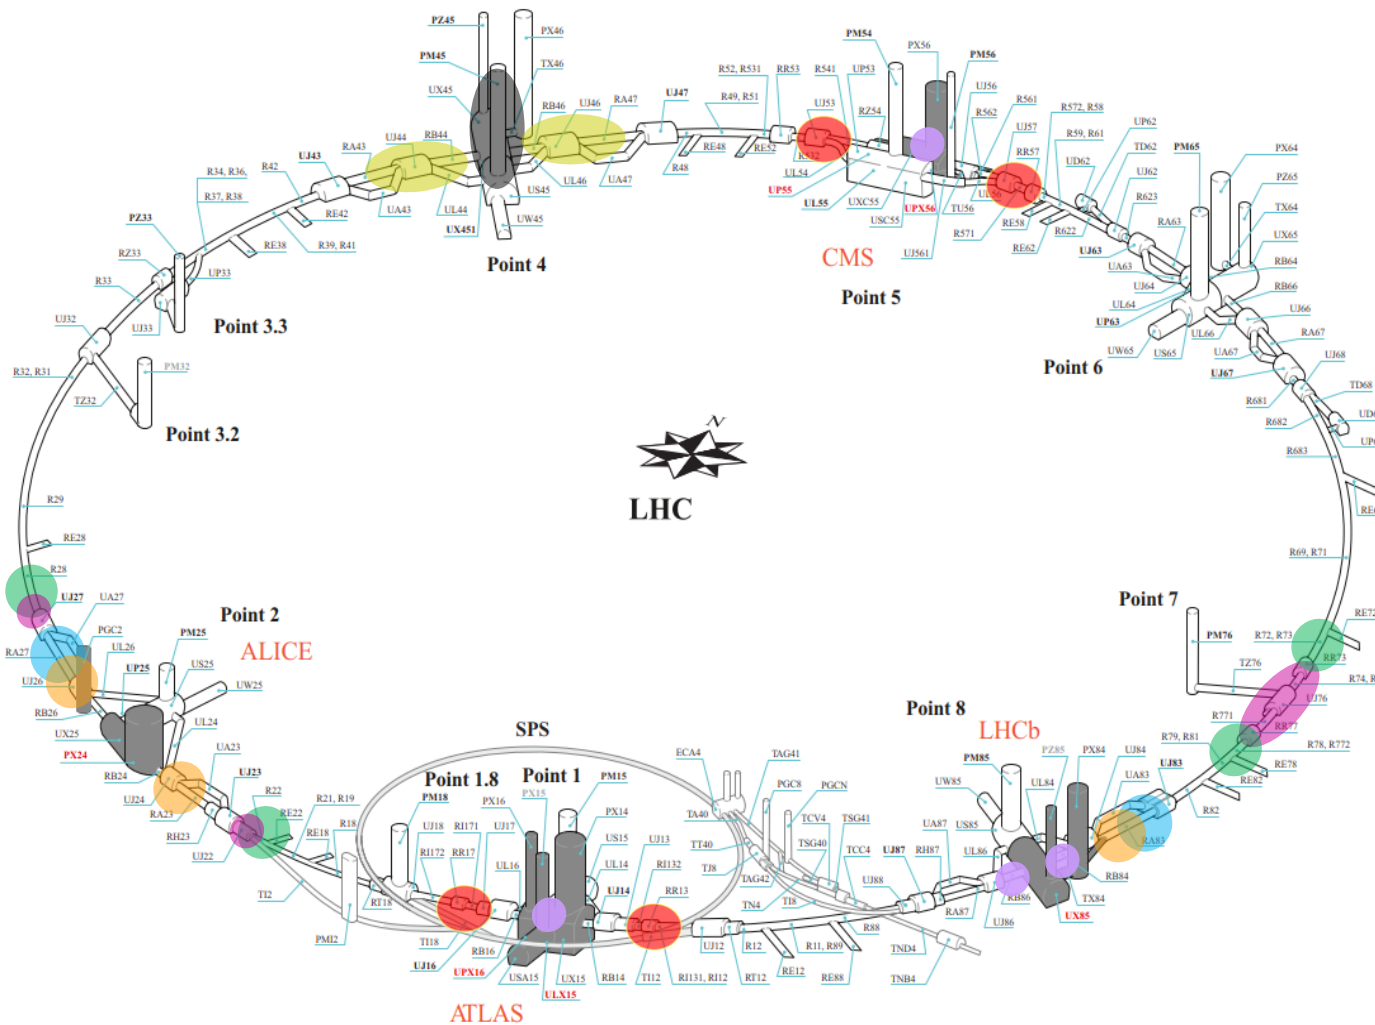 PZ45
PX46
PM45
TX46
UX45
RB46
UJ46
RA47
UJ47
R52, R531
RR53
R49, R51
R541
UP53
PM54
PX56
PM56
UJ53
RZ54
UJ56
R562
R561
UJ57
R572, R58
RR57
R59, R61
UP62
TD62
UD62
UJ62
PM65
PX64
R623
PZ65
RA63
TX64
UX65
UJ44
RB44
RA43
UJ43
R42
R34, R36,
R37, R38
PZ33
RZ33
R33
UP33
RE42
RE38
R39, R41
UA43
UL44
UX451
US45
UW45
UL46
UA47
R48
RE48
RE52
R532
UL54
UP55
UL55
UXC55
USC55
UPX56
UJ561
TU56
UL56
R571
RE58
RE62
R622
UJ63
UA63
UJ64
UL64
UP63
RB64
RB66
UJ66
RA67
UL66
UW65
US65
UA67
UJ67
UJ68
TD68
R681
R682
R683
Point 4
CMS
Point 5
Point 6
UJ32
UJ33
Point 3.3
R32, R31
TZ32
PM32
Point 3.2
N
LHC
R29
RE28
R28
R69, R71
UJ27
UA27
PGC2
RA27
UL26
UJ26
Point 2
ALICE
PM25
UP25
US25
UW25
RB26
UX25
UL24
PX24
RB24
UA23
UJ24
UJ23
RA23
R22
RH23
RE22
UJ22
R21, R19
RE18
R18
TI2
PMI2
RT18
Point 7
RE72
R72, R73
PM76
RR73
TZ76
UJ76
R771
RR77
R79, R81
R78, R772
RE78
RE82
R82
SPS
Point 1.8
Point 1
PM18
PX15
PM15
PX16
PX14
UJ18
RI171
UJ17
US15
R1172
RR17
UL16
UL14
UJ13
RI132
UJ14
RR13
TI18
RB16
UJ16
UPX16
USA15
UX15
ULX15
RB14
TI12
RI131, RI12
UJ12
RT12
R12
RE12
R11, R89
RE88
R88
ATLAS
ECA4
TAG41
PGC8
PGCN
TA40
TT40
TJ8
TAG42
TCV4
TSG41
TSG40
TCC4
TN4
TI8
UJ88
UJ87
RH87
UA87
RA87
TND4
TNB4
Point 8
LHCb
PM85
PZ85
PX84
UJ84
UW85
UL84
UA83
UJ83
US85
UL86
RA83
RB84
RB86
UJ86
TX84
UX85